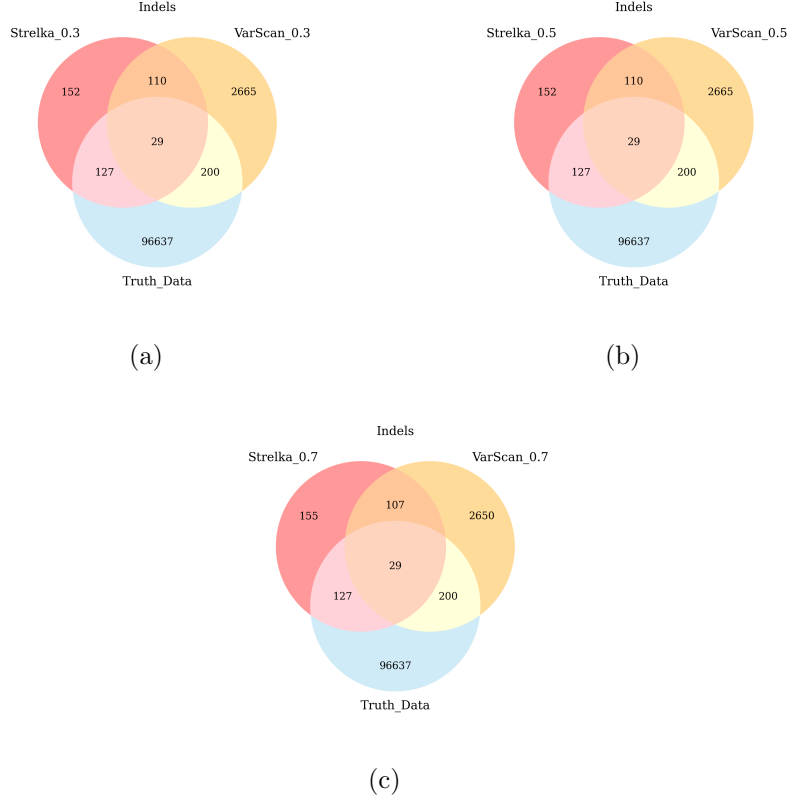 Indels
Strelka_0.3
VarScan_0.3
110
152
2665
29
127
200
96637
Truth_Data
(a)
Indels
Strelka_0.5
VarScan_0.5
110
152
2665
29
127
200
96637
Truth_Data
(b)
Indels
Strelka_0.7
VarScan_0.7
107
155
2650
29
127
200
96637
Truth_Data
(c)